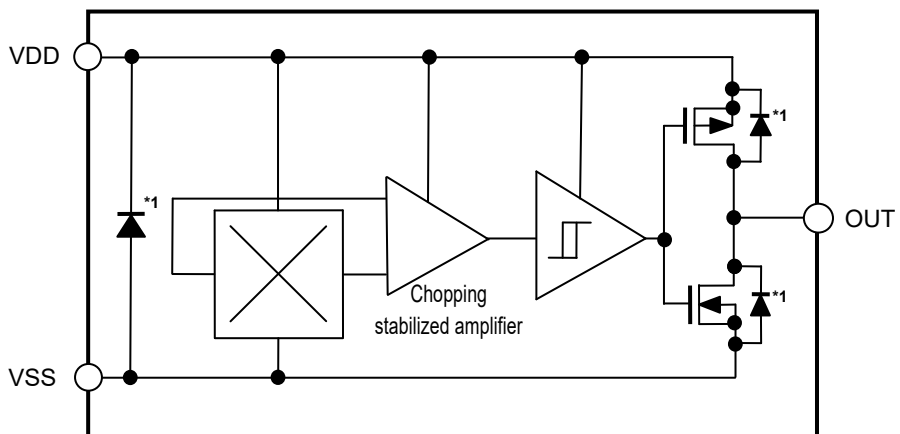 VDD
*1
*1
OUT
Chopping
stabilized amplifier
*1
VSS